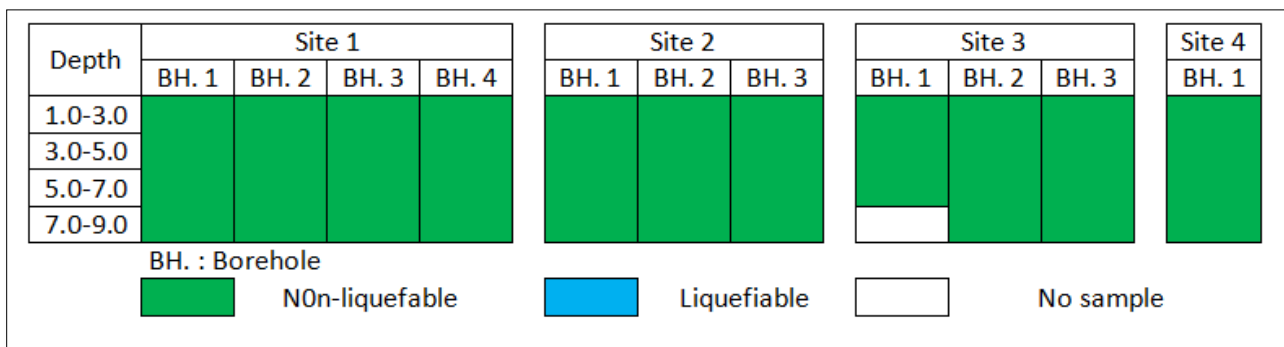 Depth Site 1 Site 2 Site 3 Site 4
BH. 1 BH. 2 BH. 3 BH. 4 BH. 1 BH. 2 BH. 3 BH. 1 BH. 2 BH. 3 BH. 1
1.0-3.0
3.0-5.0
5.0-7.0
7.0-9.0
BH. : Borehole
N0n-liquefable Liquefiable No sample